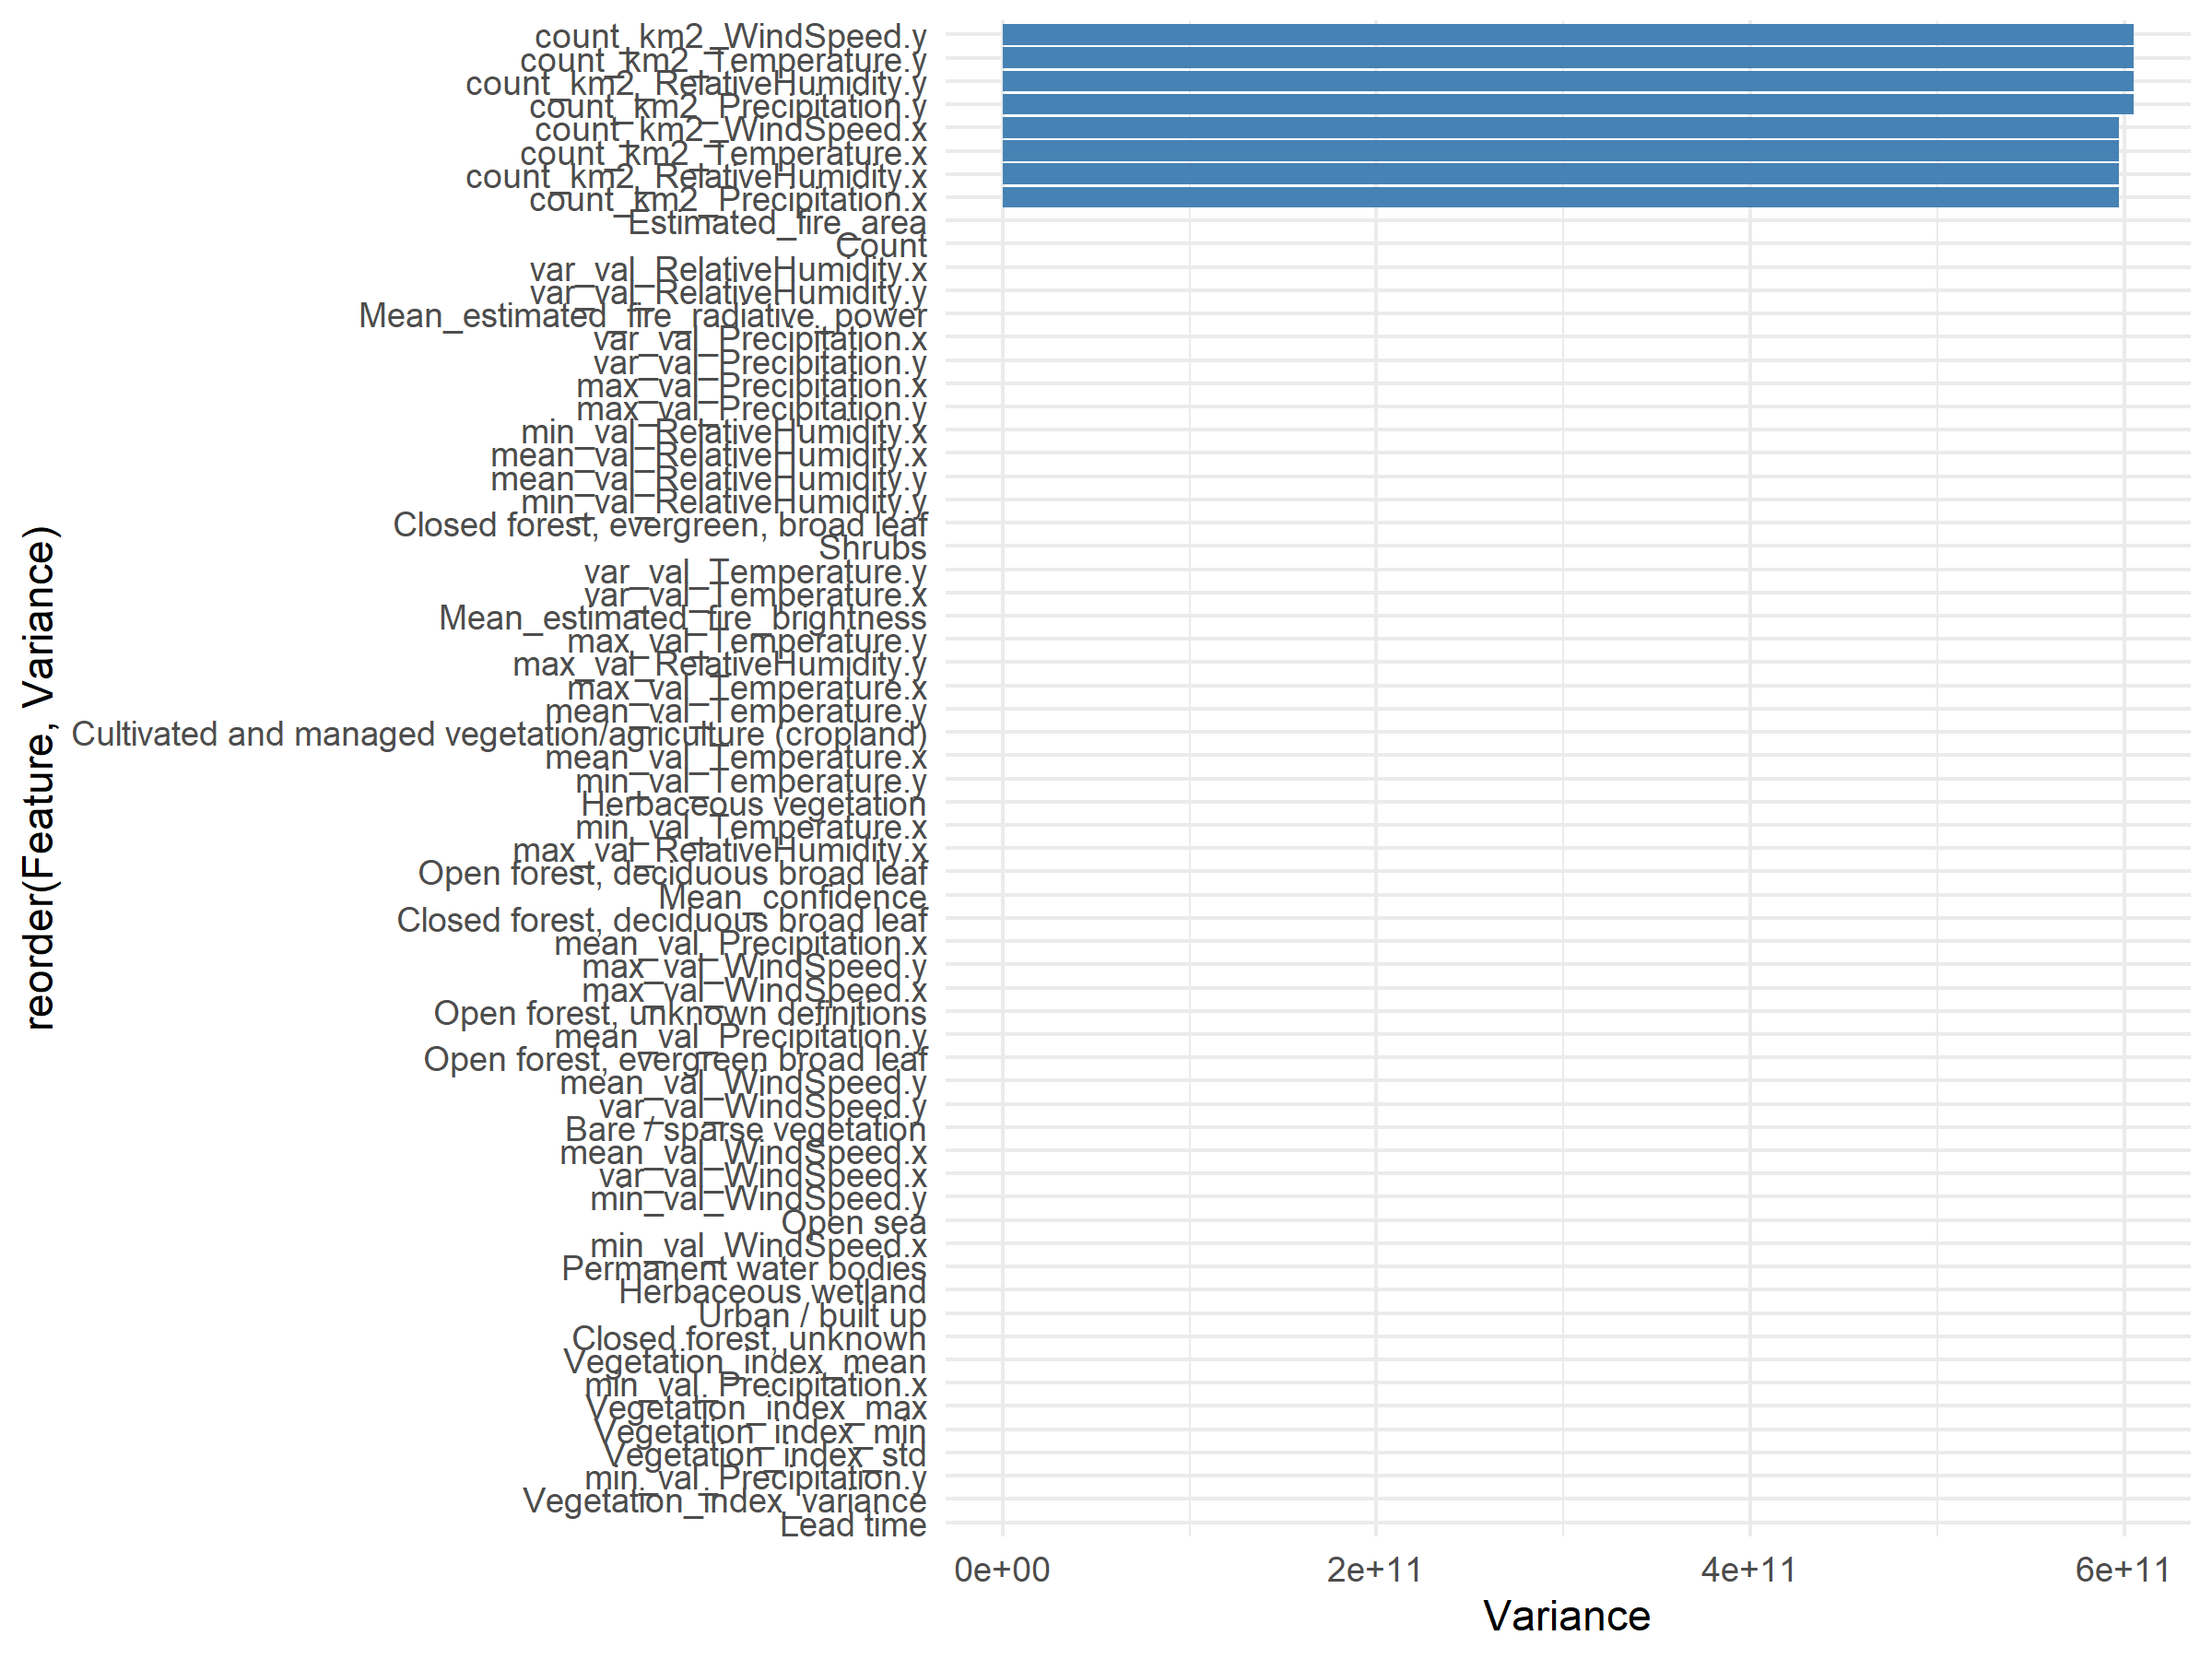 count_km2_WindSpeed.y
count_km2_Temperature.y
count_km2_RelativeHumidity.y
count_km2_Precipitation.y
count_km2_WindSpeed.x
count_km2_Temperature.x
count_km2_RelativeHumidity.x
count_km2_Precipitation.x
Estimated_fire_area
Count
var_val_RelativeHumidity.x
var_val_RelativeHumidity.y
Mean_estimated_fire_radiative_power
var_val_Precipitation.x
var_val_Precipitation.y
max_val_Precipitation.x
max_val_Precipitation.y
min_val_RelativeHumidity.x
mean_val_RelativeHumidity.x
mean_val_RelativeHumidity.y
min_val_RelativeHumidity.y
Closed forest, evergreen, broad leaf
Shrubs
var_val_Temperature.y
var_val_Temperature.x
Mean_estimated_fire_brightness
max_val_Temperature.y
max_val_RelativeHumidity.y
max_val_Temperature.x
mean_val_Temperature.y
Cultivated and managed vegetation/agriculture (cropland)
mean_val_Temperature.x
min_val_Temperature.y
Herbaceous vegetation
min_val_Temperature.x
max_val_RelativeHumidity.x
Open forest, deciduous broad leaf
Mean_confidence
Closed forest, deciduous broad leaf
mean_val_Precipitation.x
max_val_WindSpeed.y
max_val_WindSpeed.x
Open forest, unknown definitions
mean_val_Precipitation.y
Open forest, evergreen broad leaf
mean_val_WindSpeed.y
var_val_WindSpeed.y
Bare / sparse vegetation
mean_val_WindSpeed.x
var_val_WindSpeed.x
min_val_WindSpeed.y
Open sea
min_val_WindSpeed.x
Permanent water bodies
Herbaceous wetland
Urban / built up
Closed forest, unknown
Vegetation_index_mean
min_val_Precipitation.x
Vegetation_index_max
Vegetation_index_min
Vegetation_index_std
min_val_Precipitation.y
Vegetation_index_variance
Lead time
reorder(Feature, Variance)
0e+00 2e+11 4e+11 6e+11
Variance